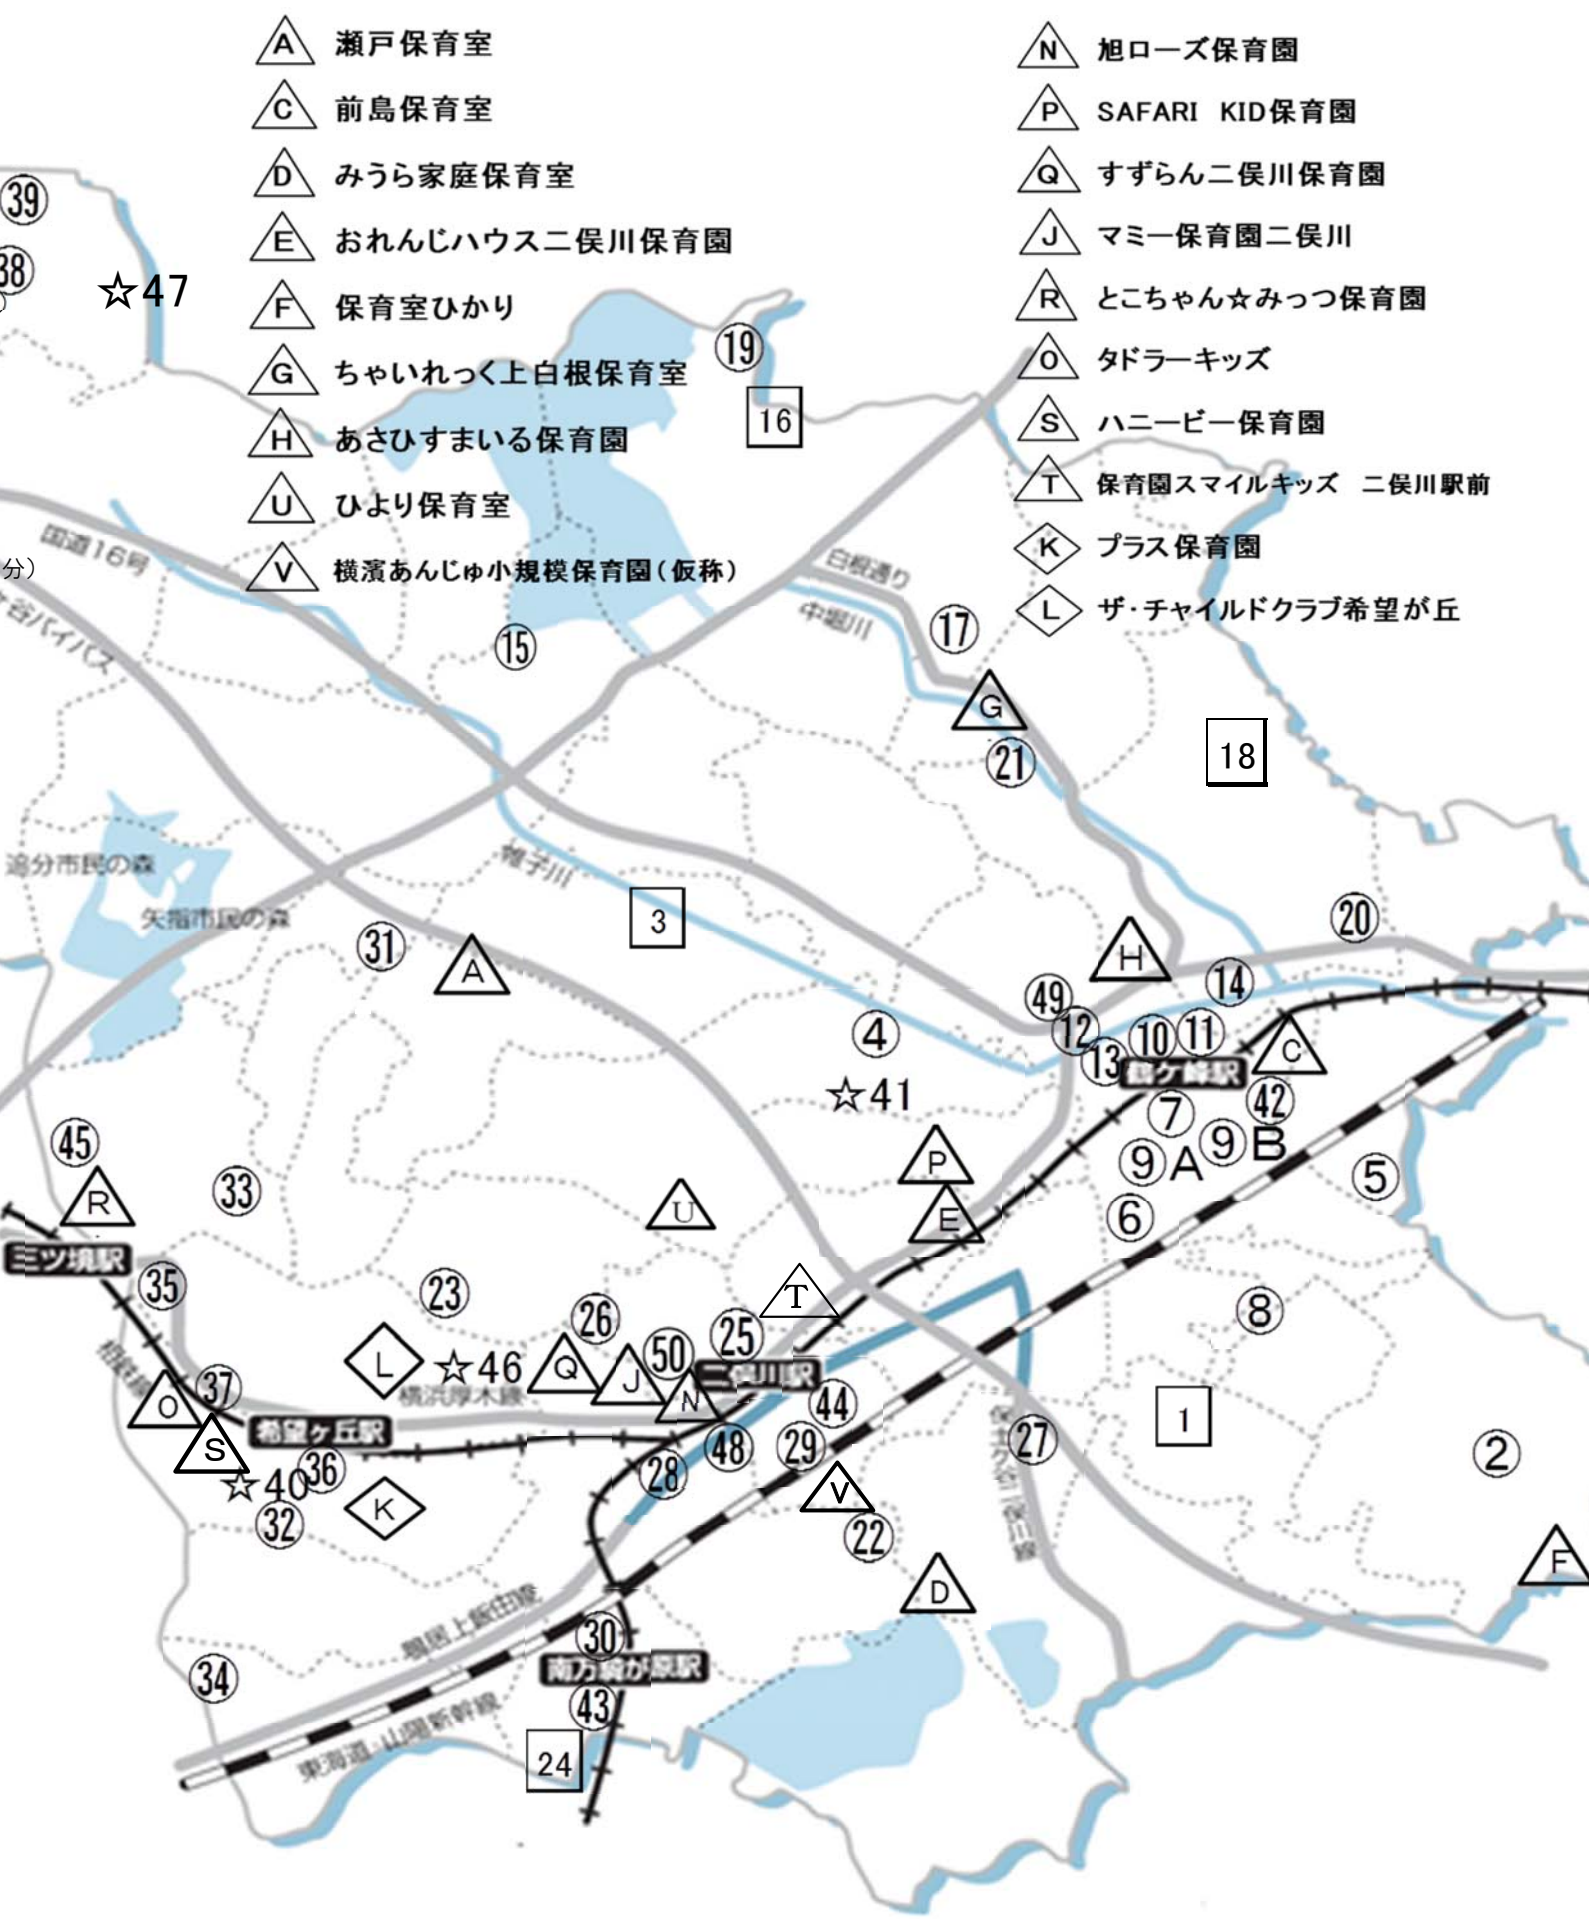 A 瀬戸保育室
C 前島保育室
D みうら家庭保育室
E おれんじハウス二俣川保育園
F 保育室ひかり
G ちゃいれっく上白根保育室
H あさひすまいる保育園
U ひより保育室
V 横濱あんじゅ小規模保育園(仮称)
N 旭ローズ保育園
P SAFARI KID保育園
Q すずらん二俣川保育園
J マミー保育園二俣川
R とこちゃん☆みっつ保育園
O タドラーキッズ
S ハニービー保育園
T 保育園スマイルキッズ 二俣川駅前
K プラス保育園
L ザ・チャイルドクラブ希望が丘
39
38
☆47
19
16
国道16号
分)
ケ谷バイパス
白根通り
中堀川
15
17
G
21
18
追分市民の森
矢指市民の森
帷子川
3
31
A
20
H
14
49
12
13
10
11
4
☆41
鶴ケ峰駅
C
42
7
9A
9B
5
6
P
E
45
R
33
U
三ツ境駅
35
23
26
T
25
8
L
☆46
Q
J
50
N
二俣川駅
相鉄線
横浜厚木線
O
37
S
希望ヶ丘駅
44
1
2
27
48
29
28
☆40
36
K
32
V
22
D
F
鴨居上飯田線
30
南万騎が原駅
34
43
東海道・山陽新幹線
24